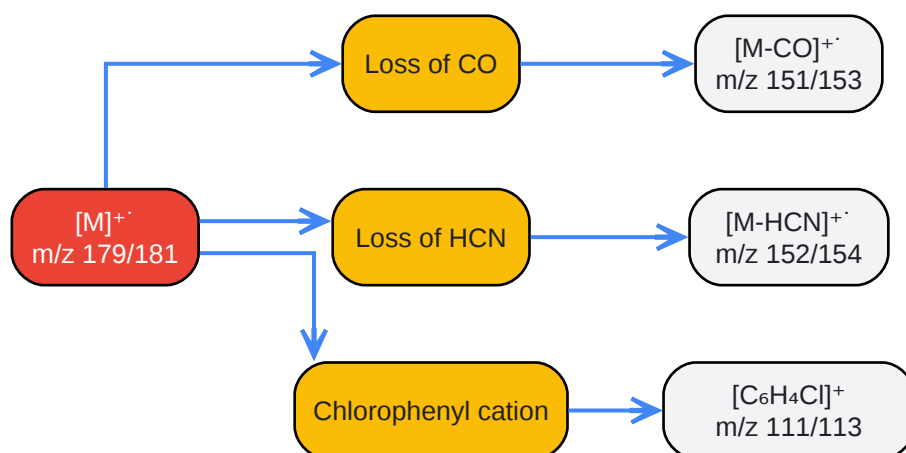 Loss of CO
[M-CO]⁺˙
m/z 151/153
[M]⁺˙
m/z 179/181
Loss of HCN
[M-HCN]⁺˙
m/z 152/154
Chlorophenyl cation
[C₆H₄Cl]⁺
m/z 111/113